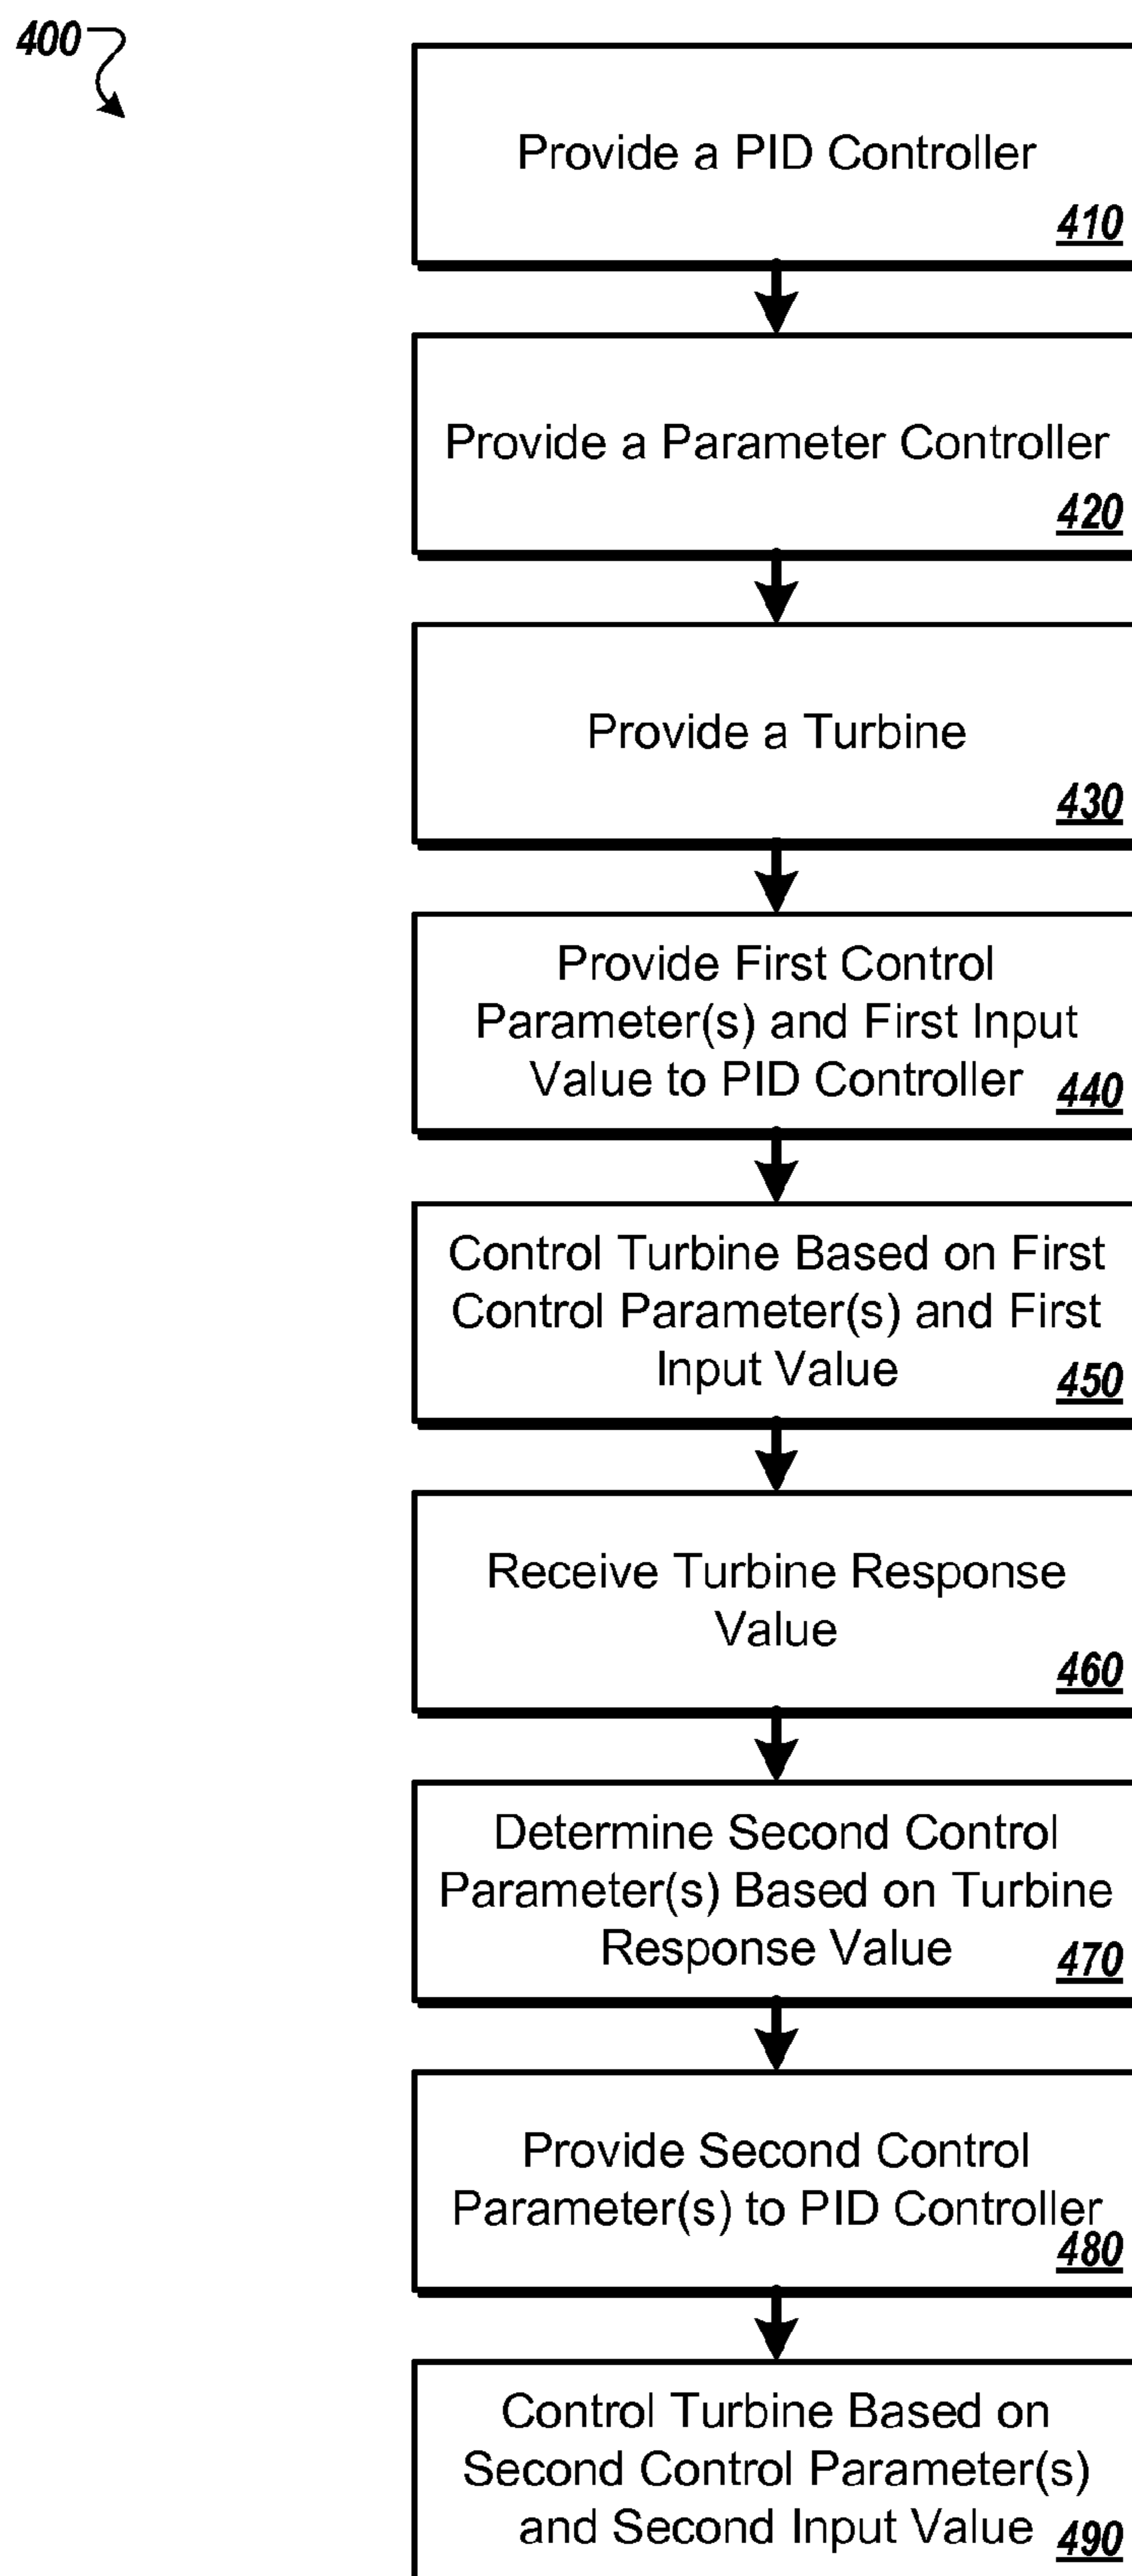 400
Provide a PID Controller
410
Provide a Parameter Controller
420
Provide a Turbine
430
Provide First Control
Parameter(s) and First Input
Value to PID Controller
440
Control Turbine Based on First
Control Parameter(s) and First
Input Value
450
Receive Turbine Response
Value
460
Determine Second Control
Parameter(s) Based on Turbine
Response Value
470
Provide Second Control
Parameter(s) to PID Controller
480
Control Turbine Based on
Second Control Parameter(s)
and Second Input Value
490